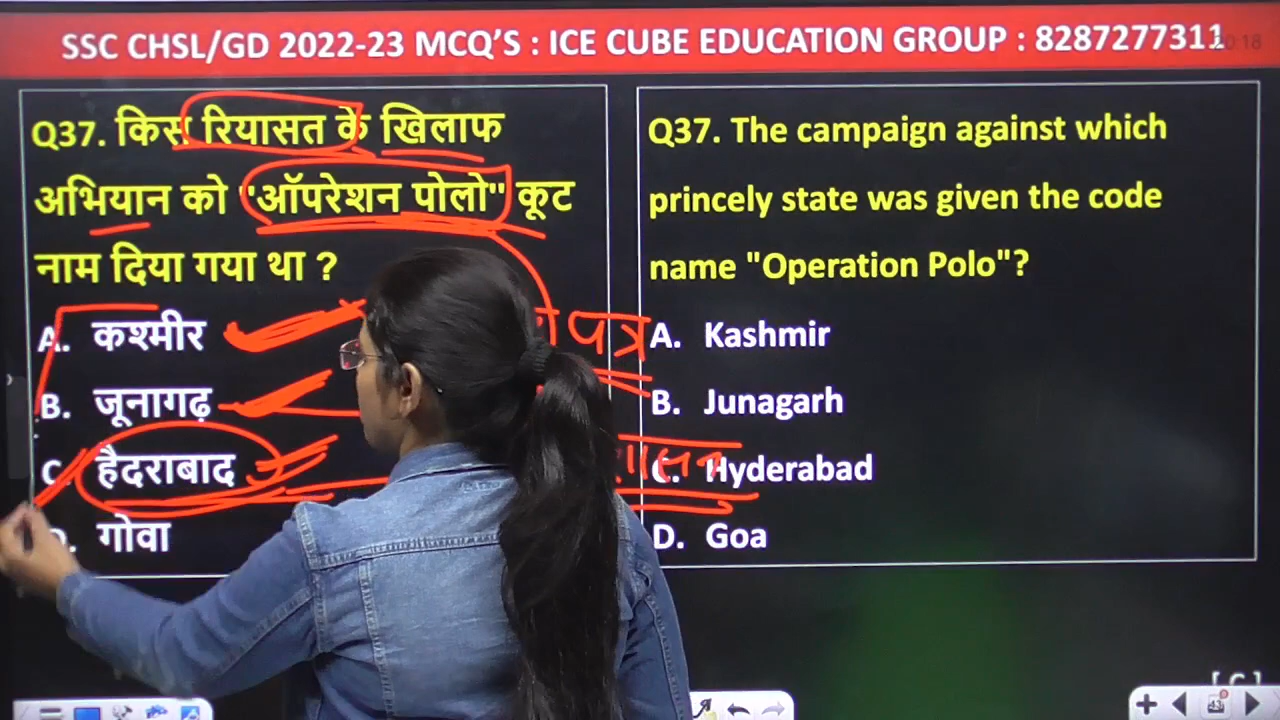 SSC CHSL/GD 2022-23 MCQ'S : ICE CUBE EDUCATION GROUP : 8287277311
Q37. किस रियासत के खिलाफ
अभियान को "ऑपरेशन पोलो" कूट
नाम दिया गया था ?
A. कश्मीर
B. जूनागढ़
C. हैदराबाद
D. गोवा
पत्र
Q37. The campaign against which
princely state was given the code
name "Operation Polo"?
A. Kashmir
B. Junagarh
C. Hyderabad
D. Goa
[ C ]
43